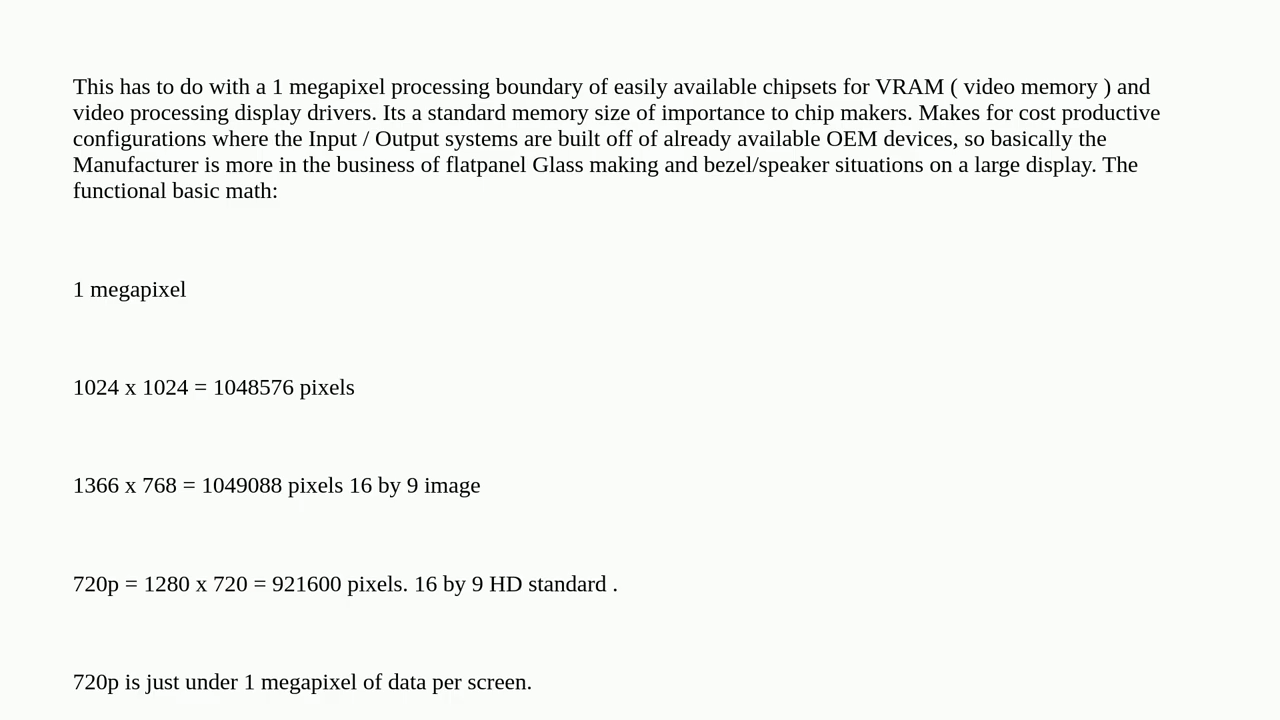 This has to do with a 1 megapixel processing boundary of easily available chipsets for VRAM ( video memory ) and
video processing display drivers. Its a standard memory size of importance to chip makers. Makes for cost productive
configurations where the Input / Output systems are built off of already available OEM devices, so basically the
Manufacturer is more in the business of flatpanel Glass making and bezel/speaker situations on a large display. The
functional basic math:
1 megapixel
1024 x 1024 = 1048576 pixels
1366 x 768 = 1049088 pixels 16 by 9 image
720p = 1280 x 720 = 921600 pixels. 16 by 9 HD standard .
720p is just under 1 megapixel of data per screen.